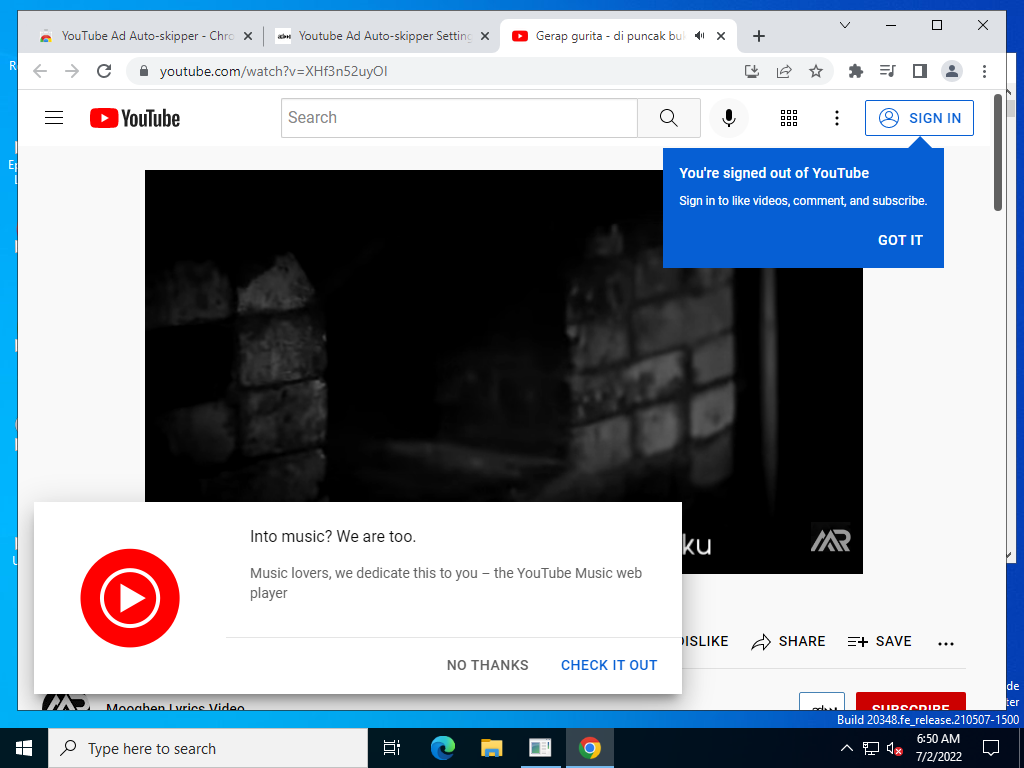 YouTube Ad Auto-skipper - Chro
Youtube Ad Auto-skipper Setting
Gerap gurita - di puncak bu
youtube.com/watch?v=XHf3n52uyOI
YouTube
Search
SIGN IN
You're signed out of YouTube
Sign in to like videos, comment, and subscribe.
GOT IT
ku
MR
Into music? We are too.
Music lovers, we dedicate this to you – the YouTube Music web
player
NO THANKS
CHECK IT OUT
DISLIKE
SHARE
SAVE
Mooghen Lyrics Video
SUBSCRIBE
Build 20348.fe_release.210507-1500
Type here to search
6:50 AM
7/2/2022